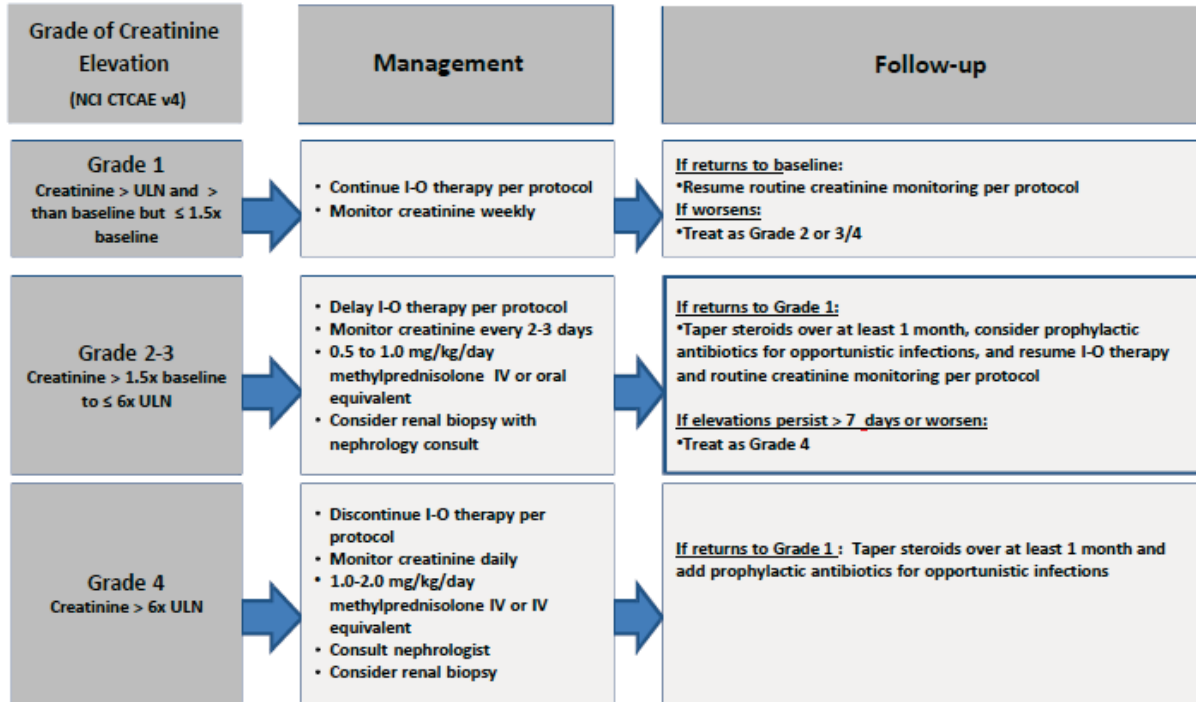 Grade of Creatinine
Elevation
(NCI CTCAE v4)
Management
Follow-up
Grade 1
Creatinine > ULN and >
than baseline but ≤ 1.5x
baseline
• Continue I-O therapy per protocol
• Monitor creatinine weekly
If returns to baseline:
•Resume routine creatinine monitoring per protocol
If worsens:
•Treat as Grade 2 or 3/4
Grade 2-3
Creatinine > 1.5x baseline
to ≤ 6x ULN
• Delay I-O therapy per protocol
• Monitor creatinine every 2-3 days
• 0.5 to 1.0 mg/kg/day
methylprednisolone IV or oral
equivalent
• Consider renal biopsy with
nephrology consult
If returns to Grade 1:
•Taper steroids over at least 1 month, consider prophylactic
antibiotics for opportunistic infections, and resume I-O therapy
and routine creatinine monitoring per protocol
If elevations persist > 7 days or worsen:
•Treat as Grade 4
Grade 4
Creatinine > 6x ULN
• Discontinue I-O therapy per
protocol
• Monitor creatinine daily
• 1.0-2.0 mg/kg/day
methylprednisolone IV or IV
equivalent
• Consult nephrologist
• Consider renal biopsy
If returns to Grade 1 : Taper steroids over at least 1 month and
add prophylactic antibiotics for opportunistic infections